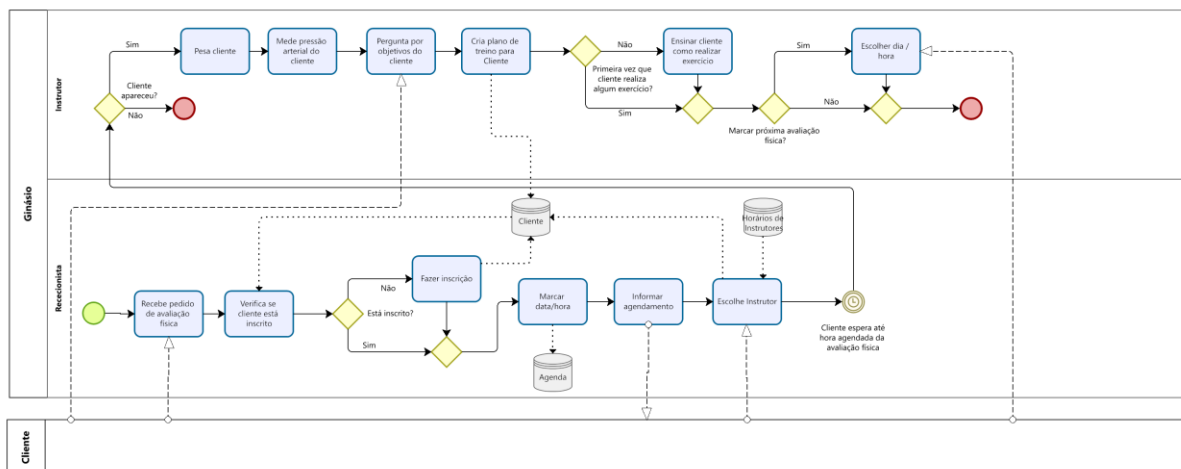 Ginásio
Instrutor
Sim
Cliente
apareceu?
Não
Pesa cliente
Mede pressão
arterial do
cliente
Pergunta por
objetivos do
cliente
Cria plano de
treino para
Cliente
Não
Primeira vez que
cliente realiza
algum exercício?
Sim
Ensinar cliente
como realizar
exercício
Sim
Não
Marcar próxima avaliação
física?
Escolher dia /
hora
Rececionista
Recebe pedido
de avaliação
física
Verifica se
cliente está
inscrito
Não
Está inscrito?
Sim
Fazer inscrição
Cliente
Marcar
data/hora
Agenda
Informar
agendamento
Horários de
Instrutores
Escolhe Instrutor
Cliente espera até
hora agendada da
avaliação física
Cliente